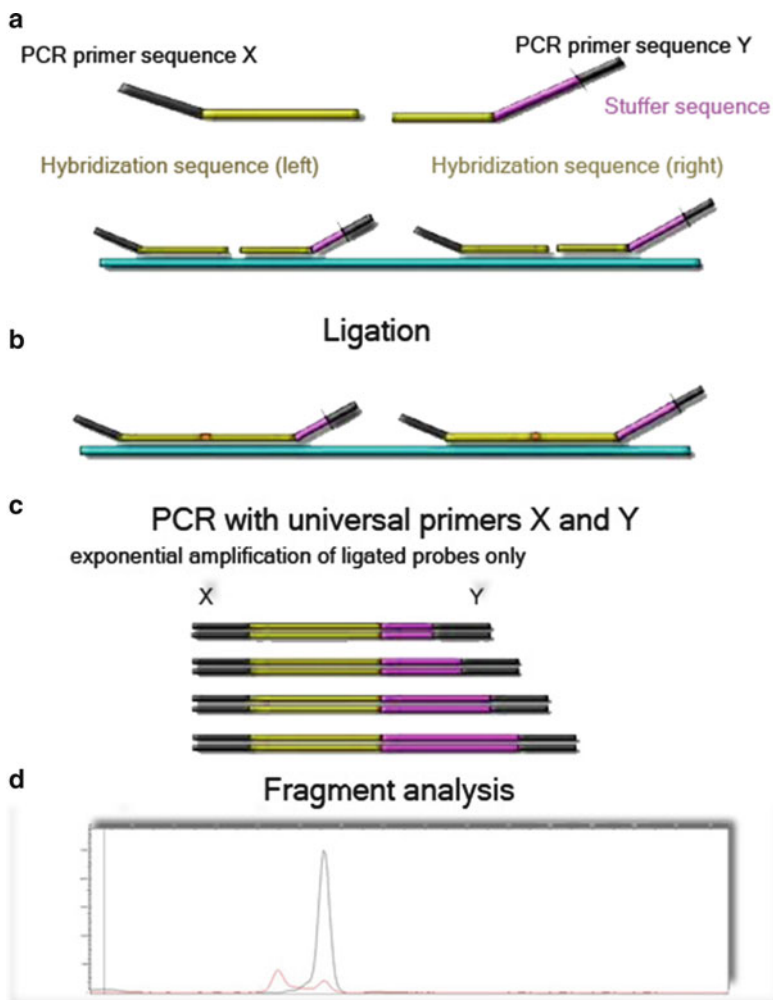 a
PCR primer sequence X
PCR primer sequence Y
Stuffer sequence
Hybridization sequence (left)
Hybridization sequence (right)
b
Ligation
c
PCR with universal primers X and Y
exponential amplification of ligated probes only
X
Y
d
Fragment analysis